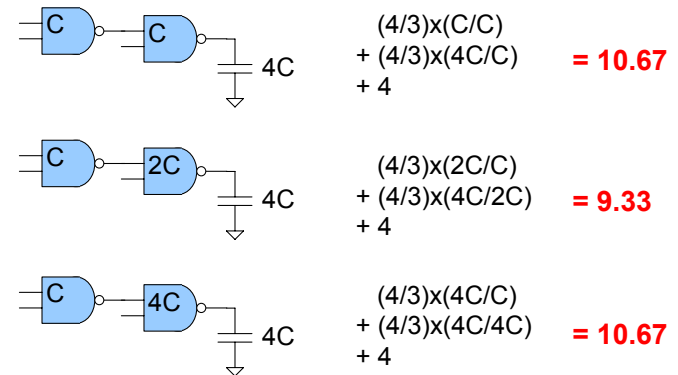 C
C
4C
(4/3)x(C/C)
+ (4/3)x(4C/C)
+ 4
= 10.67
C
2C
4C
(4/3)x(2C/C)
+ (4/3)x(4C/2C)
+ 4
= 9.33
C
4C
4C
(4/3)x(4C/C)
+ (4/3)x(4C/4C)
+ 4
= 10.67